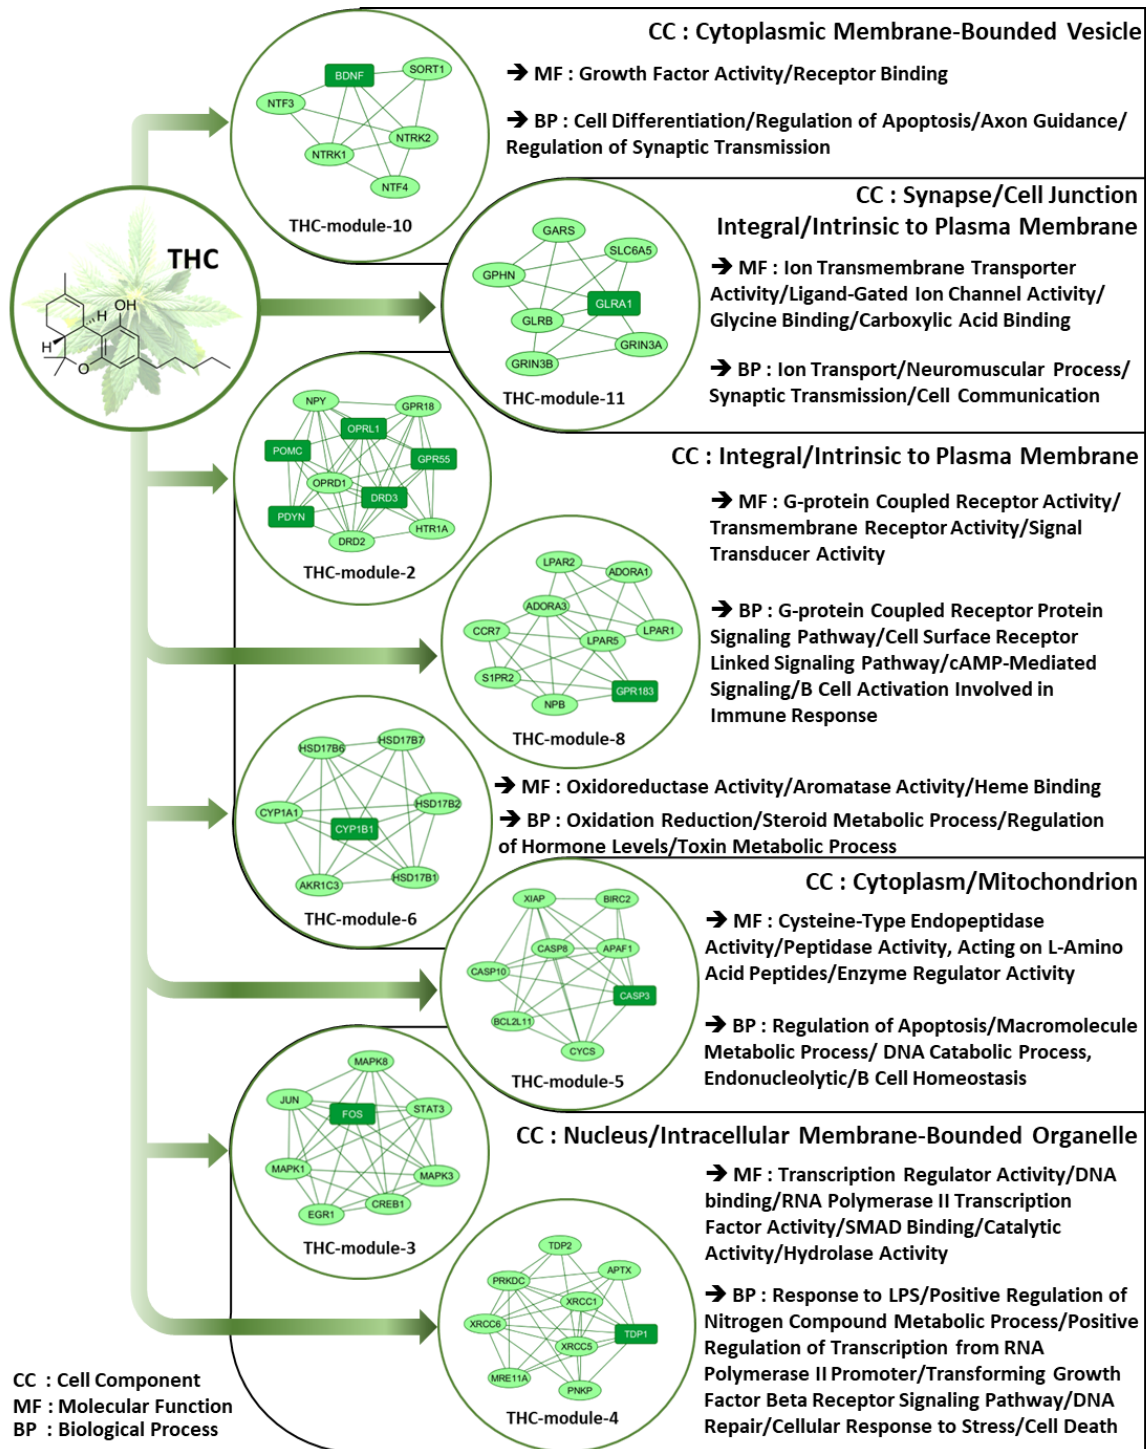 CC : Cytoplasmic Membrane-Bounded Vesicle
➔ MF : Growth Factor Activity/Receptor Binding
➔ BP : Cell Differentiation/Regulation of Apoptosis/Axon Guidance/
Regulation of Synaptic Transmission
BDNF
SORT1
NTF3
NTRK2
NTRK1
NTF4
THC-module-10
THC
OH
H
H
O
CC : Synapse/Cell Junction
Integral/Intrinsic to Plasma Membrane
➔ MF : Ion Transmembrane Transporter
Activity/Ligand-Gated Ion Channel Activity/
Glycine Binding/Carboxylic Acid Binding
➔ BP : Ion Transport/Neuromuscular Process/
Synaptic Transmission/Cell Communication
GARS
SLC6A5
GPHN
GLRA1
GLRB
GRIN3A
GRIN3B
THC-module-11
CC : Integral/Intrinsic to Plasma Membrane
➔ MF : G-protein Coupled Receptor Activity/
Transmembrane Receptor Activity/Signal
Transducer Activity
➔ BP : G-protein Coupled Receptor Protein
Signaling Pathway/Cell Surface Receptor
Linked Signaling Pathway/cAMP-Mediated
Signaling/B Cell Activation Involved in
Immune Response
NPY
GPR18
OPRL1
POMC
GPR55
OPRD1
DRD3
PDYN
HTR1A
DRD2
THC-module-2
LPAR2
ADORA1
ADORA3
CCR7
LPAR5
LPAR1
S1PR2
GPR183
NPB
THC-module-8
➔ MF : Oxidoreductase Activity/Aromatase Activity/Heme Binding
➔ BP : Oxidation Reduction/Steroid Metabolic Process/Regulation
of Hormone Levels/Toxin Metabolic Process
HSD17B6
HSD17B7
HSD17B2
CYP1A1
CYP1B1
HSD17B1
AKR1C3
THC-module-6
CC : Cytoplasm/Mitochondrion
➔ MF : Cysteine-Type Endopeptidase
Activity/Peptidase Activity, Acting on L-Amino
Acid Peptides/Enzyme Regulator Activity
➔ BP : Regulation of Apoptosis/Macromolecule
Metabolic Process/ DNA Catabolic Process,
Endonucleolytic/B Cell Homeostasis
XIAP
BIRC2
CASP8
APAF1
CASP10
CASP3
BCL2L11
CYCS
THC-module-5
CC : Nucleus/Intracellular Membrane-Bounded Organelle
➔ MF : Transcription Regulator Activity/DNA
binding/RNA Polymerase II Transcription
Factor Activity/SMAD Binding/Catalytic
Activity/Hydrolase Activity
➔ BP : Response to LPS/Positive Regulation of
Nitrogen Compound Metabolic Process/Positive
Regulation of Transcription from RNA
Polymerase II Promoter/Transforming Growth
Factor Beta Receptor Signaling Pathway/DNA
Repair/Cellular Response to Stress/Cell Death
MAPK8
JUN
FOS
STAT3
MAPK1
MAPK3
CREB1
EGR1
THC-module-3
TDP2
APTX
PRKDC
XRCC1
XRCC6
TDP1
XRCC5
MRE11A
PNKP
THC-module-4
CC : Cell Component
MF : Molecular Function
BP : Biological Process